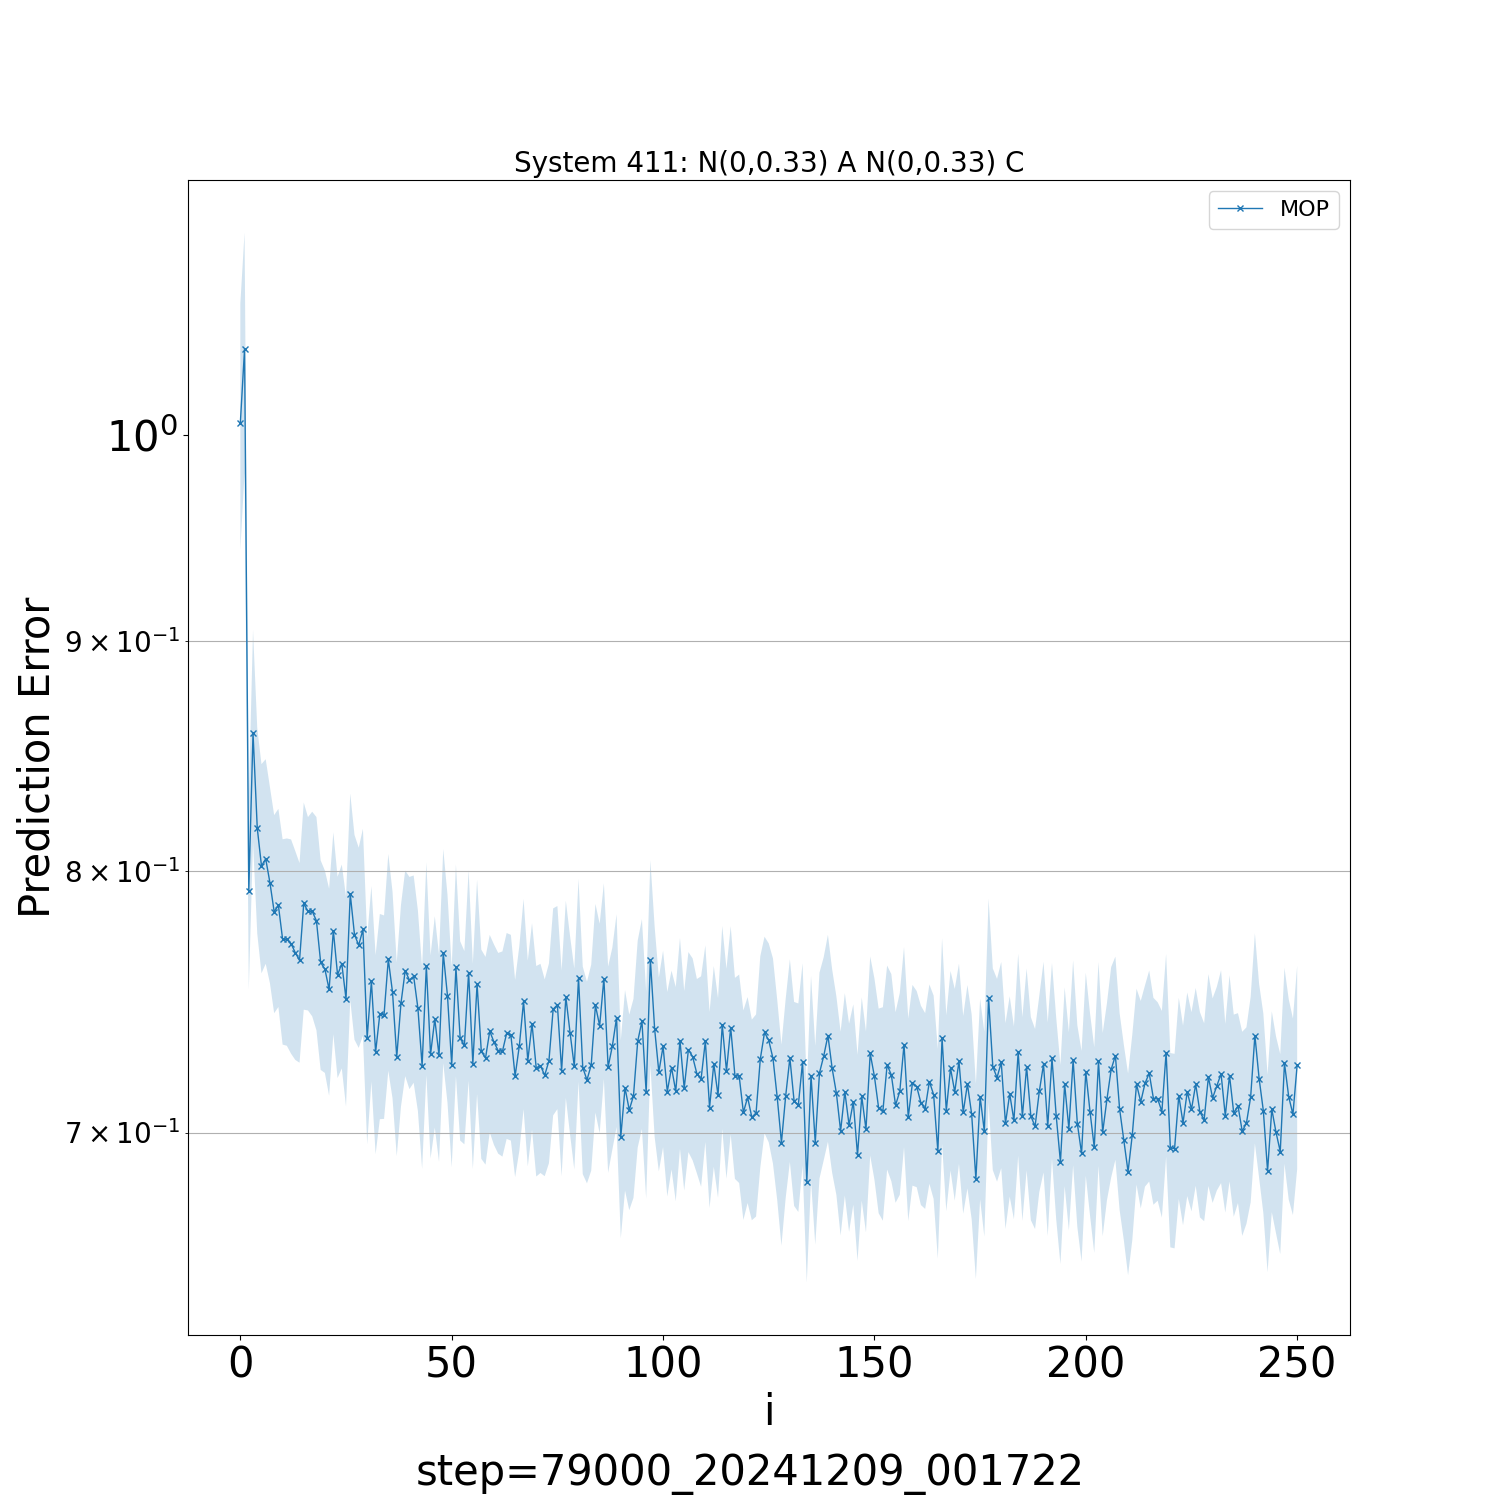 System 411: N(0,0.33) A N(0,0.33) C
MOP
10⁰
9 × 10⁻¹
8 × 10⁻¹
7 × 10⁻¹
Prediction Error
0 50 100 150 200 250
i
step=79000_20241209_001722